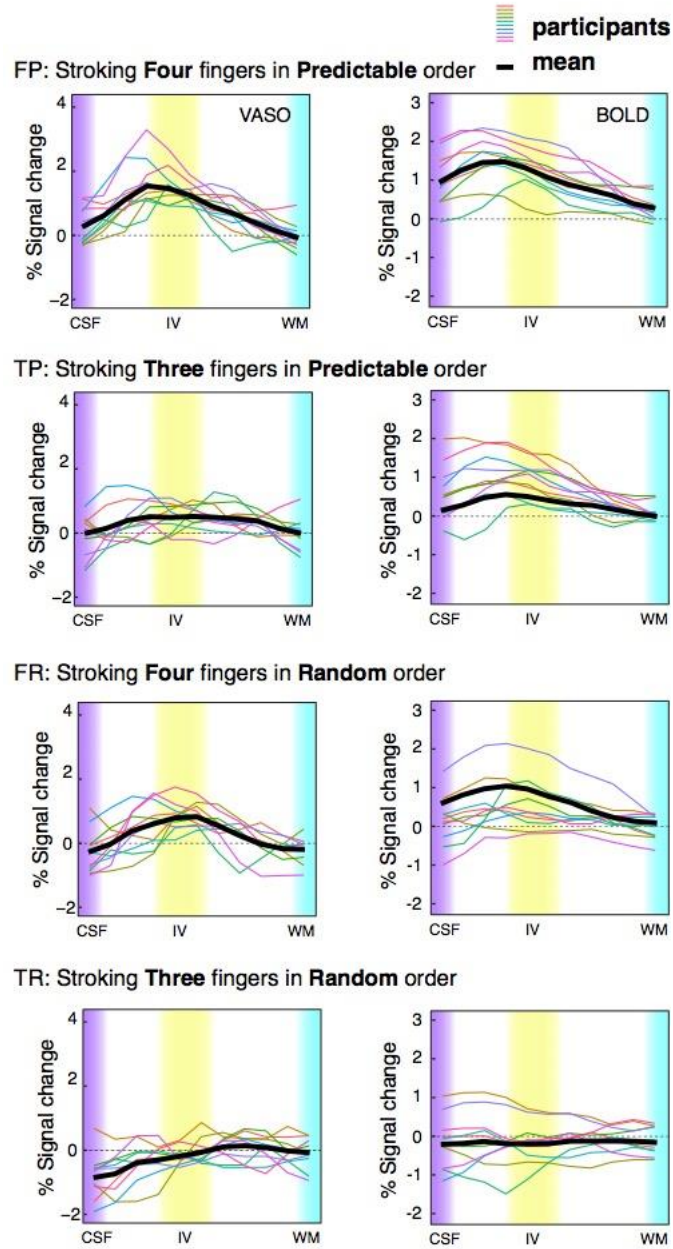 participants
mean
FP: Stroking Four fingers in Predictable order
VASO
BOLD
% Signal change
4
2
0
−2
CSF
IV
WM
% Signal change
3
2
1
0
-1
-2
CSF
IV
WM
TP: Stroking Three fingers in Predictable order
% Signal change
4
2
0
−2
CSF
IV
WM
% Signal change
3
2
1
0
-1
-2
CSF
IV
WM
FR: Stroking Four fingers in Random order
% Signal change
4
2
0
−2
CSF
IV
WM
% Signal change
3
2
1
0
-1
-2
CSF
IV
WM
TR: Stroking Three fingers in Random order
% Signal change
4
2
0
−2
CSF
IV
WM
% Signal change
3
2
1
0
-1
-2
CSF
IV
WM